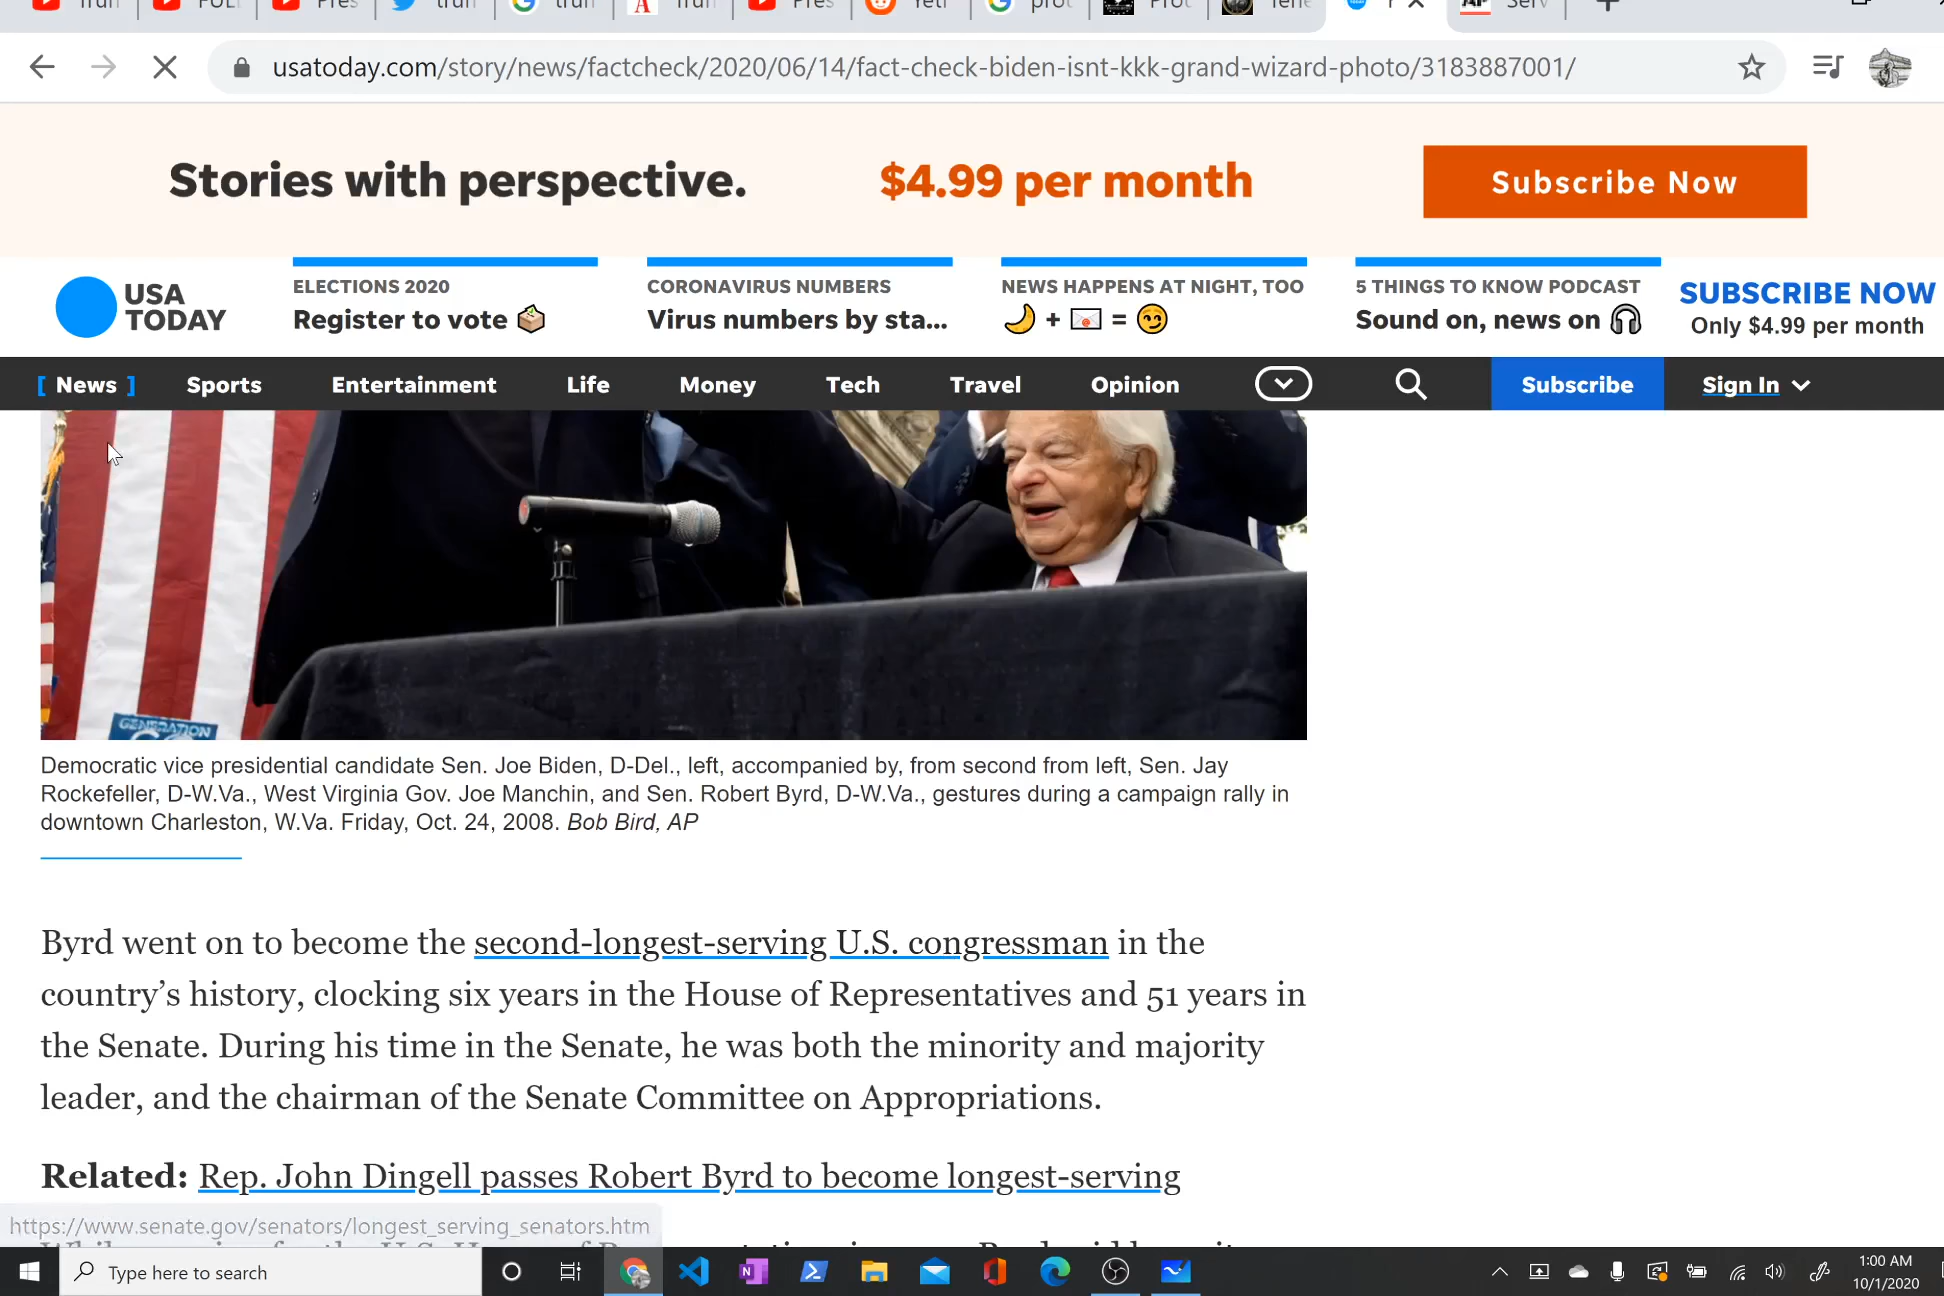 usatoday.com/story/news/factcheck/2020/06/14/fact-check-biden-isnt-kkk-grand-wizard-photo/3183887001/
Stories with perspective. $4.99 per month Subscribe Now
USA TODAY
ELECTIONS 2020
Register to vote
CORONAVIRUS NUMBERS
Virus numbers by sta...
NEWS HAPPENS AT NIGHT, TOO
+ =
5 THINGS TO KNOW PODCAST
Sound on, news on
SUBSCRIBE NOW
Only $4.99 per month
[ News ] Sports Entertainment Life Money Tech Travel Opinion Subscribe Sign In
GENERATION
Democratic vice presidential candidate Sen. Joe Biden, D-Del., left, accompanied by, from second from left, Sen. Jay
Rockefeller, D-W.Va., West Virginia Gov. Joe Manchin, and Sen. Robert Byrd, D-W.Va., gestures during a campaign rally in
downtown Charleston, W.Va. Friday, Oct. 24, 2008. Bob Bird, AP
Byrd went on to become the second-longest-serving U.S. congressman in the
country’s history, clocking six years in the House of Representatives and 51 years in
the Senate. During his time in the Senate, he was both the minority and majority
leader, and the chairman of the Senate Committee on Appropriations.
Related: Rep. John Dingell passes Robert Byrd to become longest-serving
https://www.senate.gov/senators/longest_serving_senators.htm
Type here to search
1:00 AM
10/1/2020